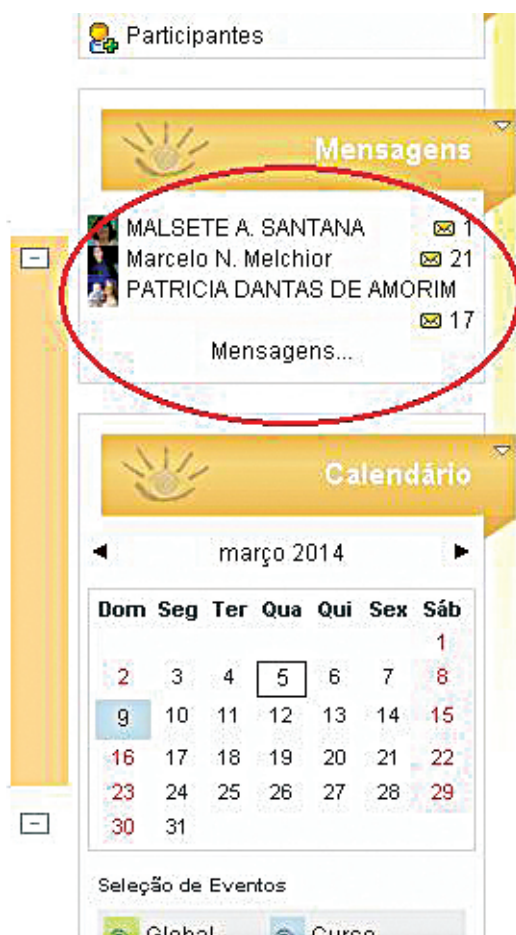 Participantes
Mensagens
MALSETE A. SANTANA 1
Marcelo N. Melchior 21
PATRICIA DANTAS DE AMORIM
17
Mensagens...
Calendário
março 2014
Dom Seg Ter Qua Qui Sex Sáb
1
2 3 4 5 6 7 8
9 10 11 12 13 14 15
16 17 18 19 20 21 22
23 24 25 26 27 28 29
30 31
Seleção de Eventos
Global Curso